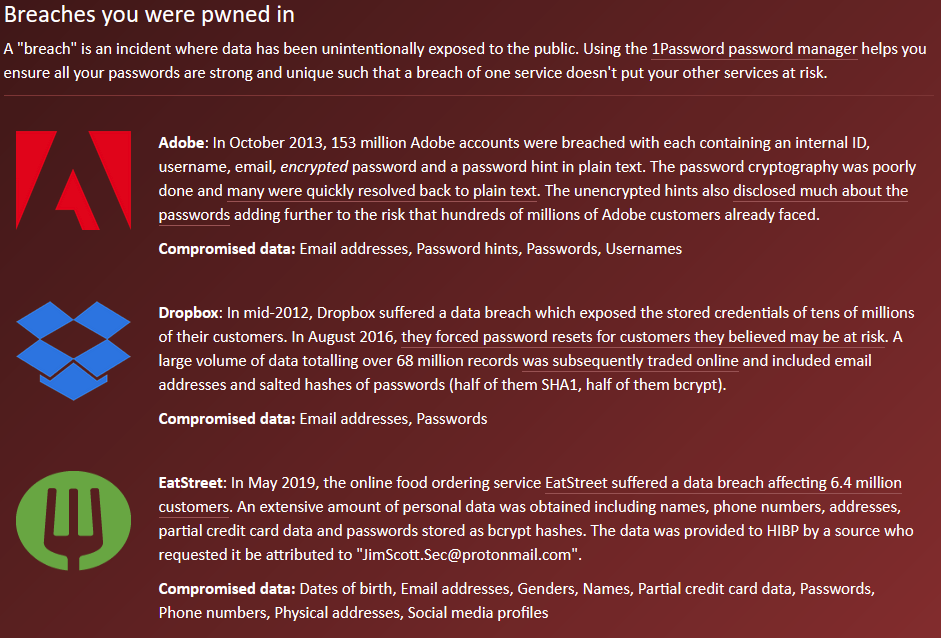 Breaches you were pwned in
A "breach" is an incident where data has been unintentionally exposed to the public. Using the 1Password password manager helps you
ensure all your passwords are strong and unique such that a breach of one service doesn't put your other services at risk.
Adobe: In October 2013, 153 million Adobe accounts were breached with each containing an internal ID,
username, email, encrypted password and a password hint in plain text. The password cryptography was poorly
done and many were quickly resolved back to plain text. The unencrypted hints also disclosed much about the
passwords adding further to the risk that hundreds of millions of Adobe customers already faced.
Compromised data: Email addresses, Password hints, Passwords, Usernames
Dropbox: In mid-2012, Dropbox suffered a data breach which exposed the stored credentials of tens of millions
of their customers. In August 2016, they forced password resets for customers they believed may be at risk. A
large volume of data totalling over 68 million records was subsequently traded online and included email
addresses and salted hashes of passwords (half of them SHA1, half of them bcrypt).
Compromised data: Email addresses, Passwords
EatStreet: In May 2019, the online food ordering service EatStreet suffered a data breach affecting 6.4 million
customers. An extensive amount of personal data was obtained including names, phone numbers, addresses,
partial credit card data and passwords stored as bcrypt hashes. The data was provided to HIBP by a source who
requested it be attributed to "JimScott.Sec@protonmail.com".
Compromised data: Dates of birth, Email addresses, Genders, Names, Partial credit card data, Passwords,
Phone numbers, Physical addresses, Social media profiles